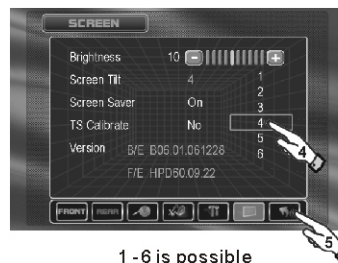 SCREEN
Brightness 10
Screen Tilt 4 1
2
Screen Saver On 3
4
TS Calibrate No 5
Version B/E B06.01.061228 6
F/E HPD60.09.22
FRONT REAR
4
5
1-6 is possible